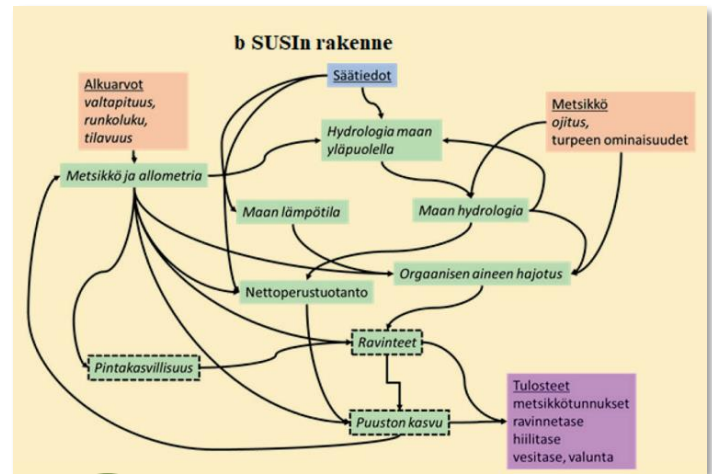 b SUSIn rakenne
Säätiedot
Alkuarvot
valtapituus,
runkoluku,
tilavuus
Metsikkö
ojitus,
turpeen ominaisuudet
Hydrologia maan
yläpuolella
Metsikkö ja allometria
Maan lämpötila
Maan hydrologia
Orgaanisen aineen hajotus
Nettoperustuotanto
Ravinteet
Pintakasvillisuus
Tulosteet
metsikkötunnukset
ravinnetase
hiilitase
vesitase, valunta
Puuston kasvu